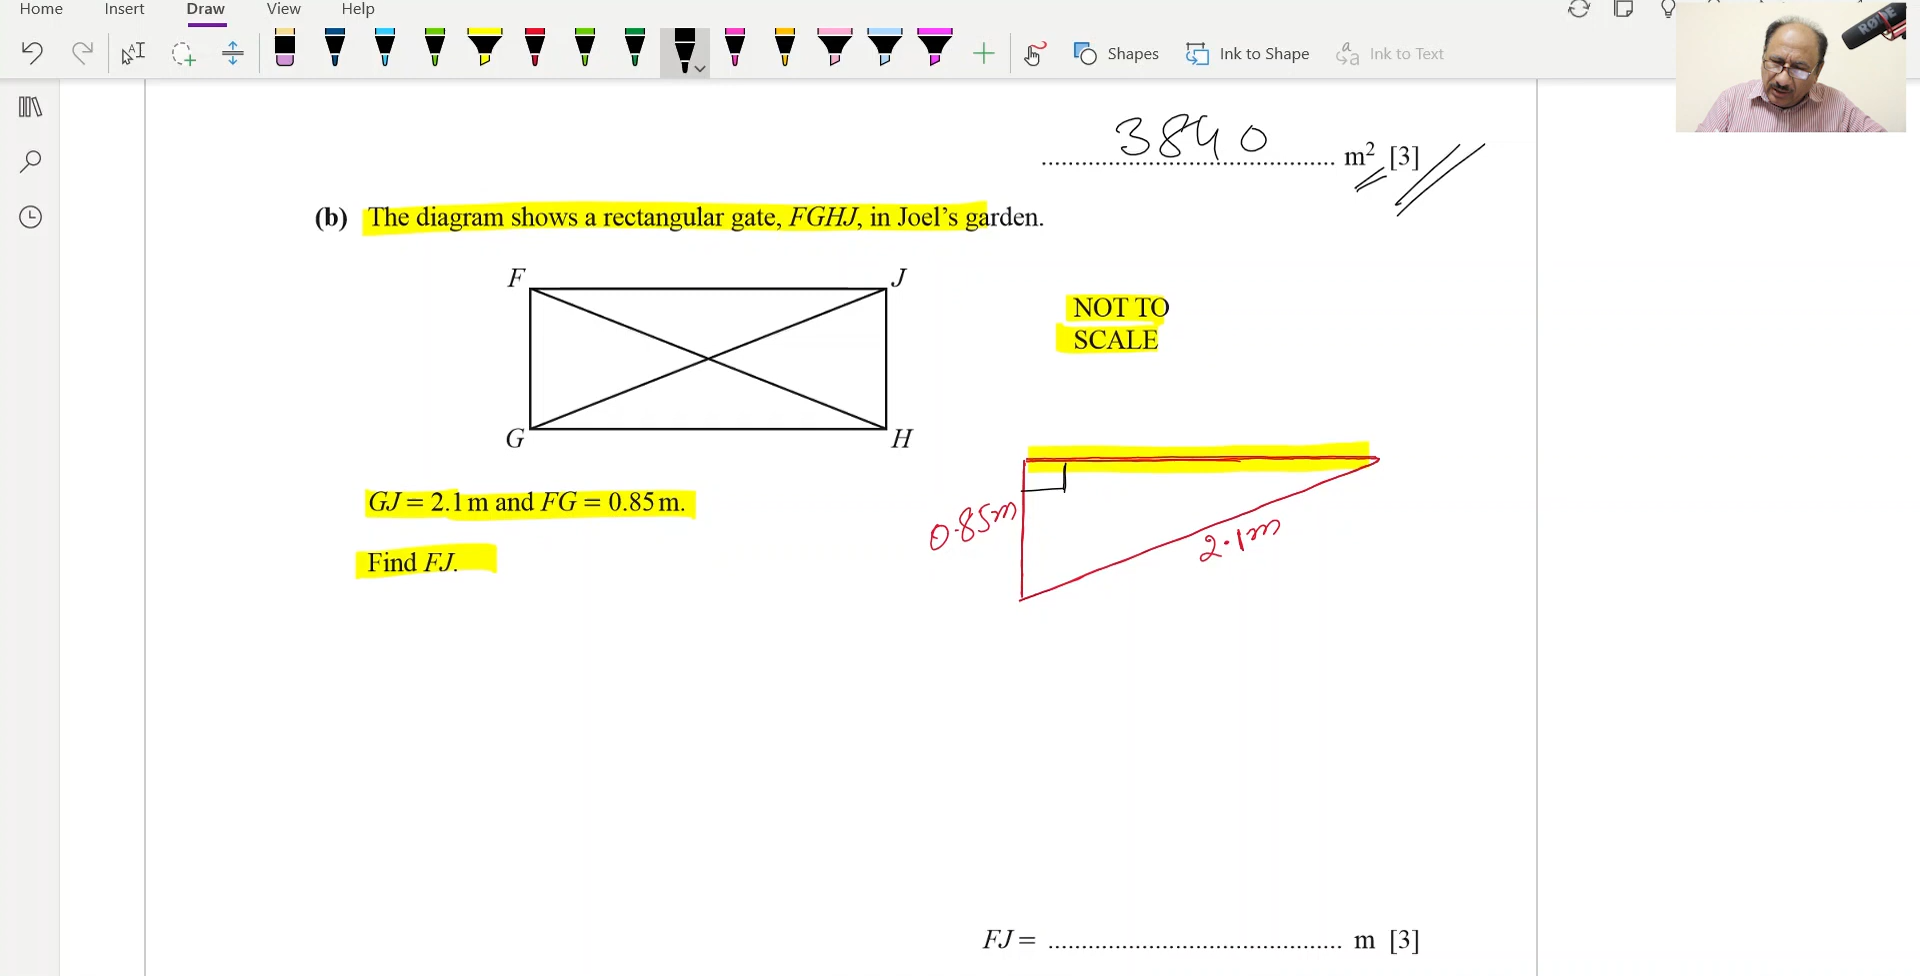 Home Insert Draw View Help
Shapes Ink to Shape Ink to Text
RØDE
3840
........................................... m² [3]
(b) The diagram shows a rectangular gate, FGHJ, in Joel’s garden.
F J
NOT TO
SCALE
G H
GJ = 2.1 m and FG = 0.85 m.
0.85m
2.1m
Find FJ.
FJ = ........................................... m [3]